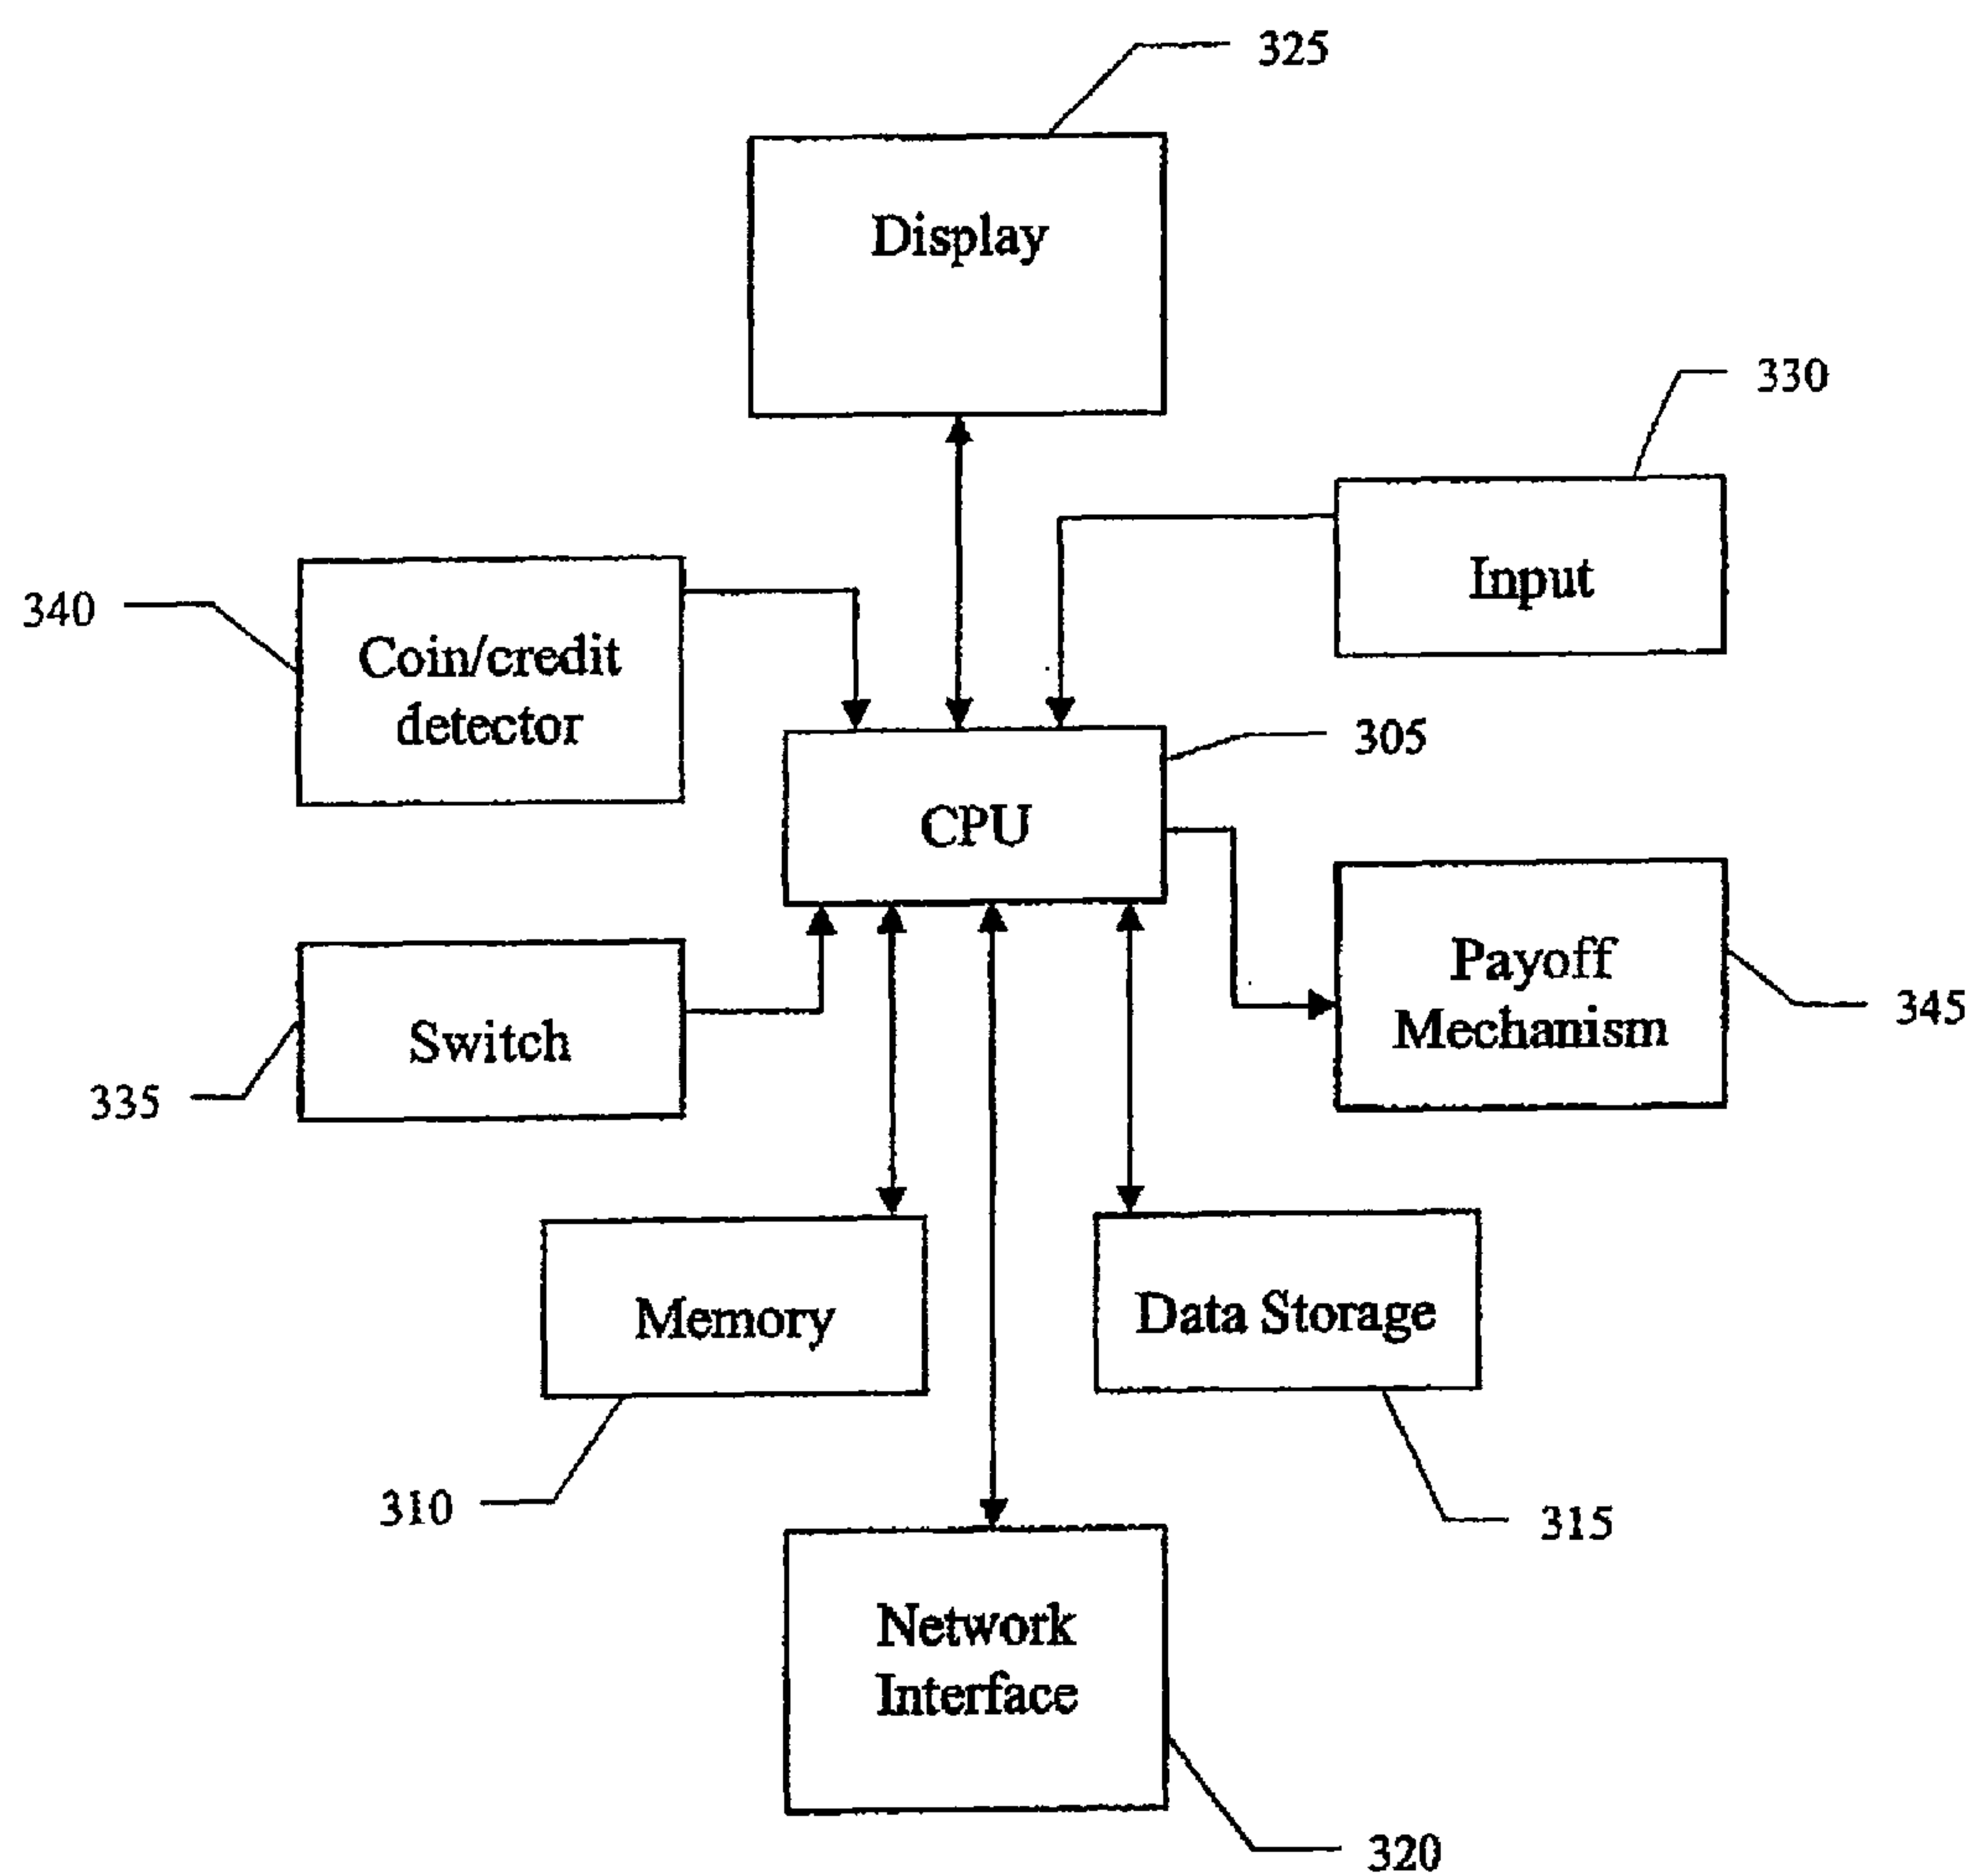 325
Display
330
Input
340
Coin/credit
detector
305
CPU
Payoff
Mechanism
345
Switch
335
Memory
Data Storage
310
315
Network
Interface
320